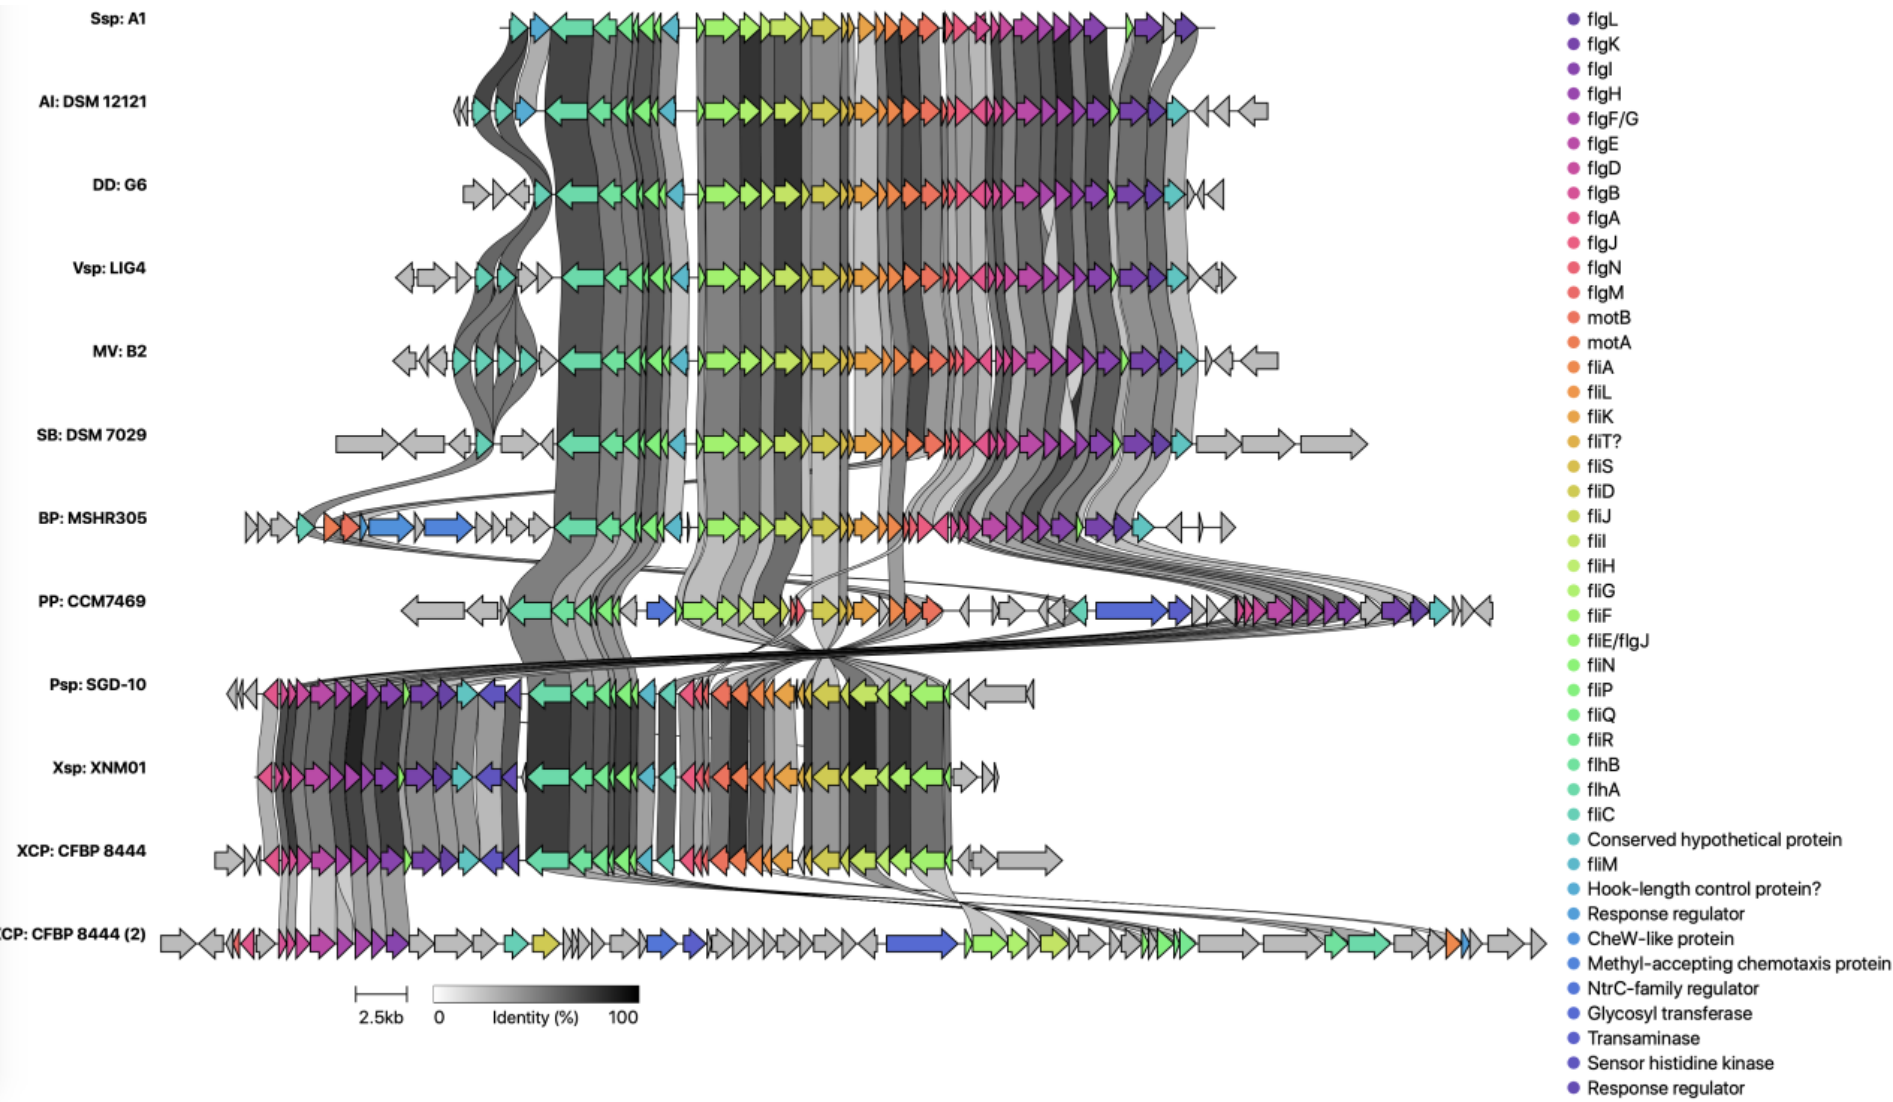 Ssp: A1
AI: DSM 12121
DD: G6
Vsp: LIG4
MV: B2
SB: DSM 7029
BP: MSHR305
PP: CCM7469
Psp: SGD-10
Xsp: XNM01
XCP: CFBP 8444
CP: CFBP 8444 (2)
2.5kb
0 Identity (%) 100
flgL
flgK
flgI
flgH
flgF/G
flgE
flgD
flgB
flgA
flgJ
flgN
flgM
motB
motA
fliA
fliL
fliK
fliT?
fliS
fliD
fliJ
fliI
fliH
fliG
fliF
fliE/flgJ
fliN
fliP
fliQ
fliR
flhB
flhA
fliC
Conserved hypothetical protein
fliM
Hook-length control protein?
Response regulator
CheW-like protein
Methyl-accepting chemotaxis protein
NtrC-family regulator
Glycosyl transferase
Transaminase
Sensor histidine kinase
Response regulator